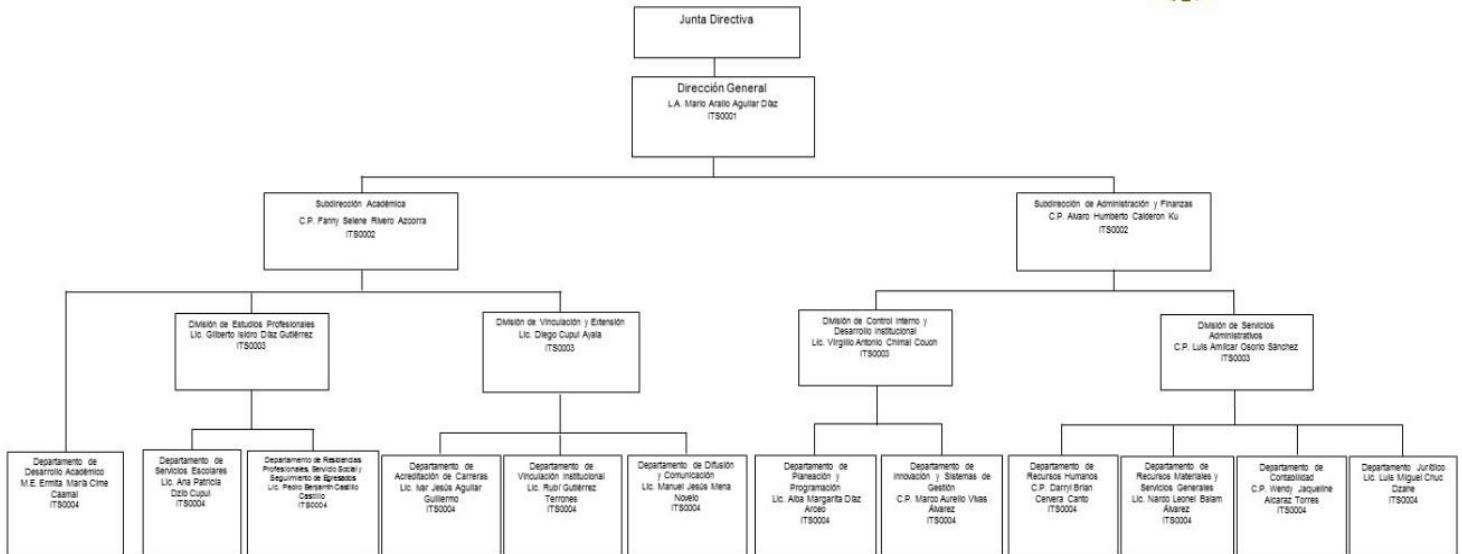 Junta Directiva
Dirección General
L.A. Mario Arallo Aguilar Díaz
ITS0001
Subdirección Académica
C.P. Fanny Selene Rivero Azcorra
ITS0002
Subdirección de Administración y Finanzas
C.P. Alvaro Humberto Calderon Ku
ITS0002
División de Estudios Profesionales
Lic. Gilberto Isidro Díaz Gutiérrez
ITS0003
División de Vinculación y Extensión
Lic. Diego Cupul Ayala
ITS0003
División de Control Interno y
Desarrollo Institucional
Lic. Virgilio Antonio Chimal Couoh
ITS0003
División de Servicios
Administrativos
C.P. Luis Amílcar Osorio Sánchez
ITS0003
Departamento de
Desarrollo Académico
M.E. Ermita María Cime
Caamal
ITS0004
Departamento de
Servicios Escolares
Lic. Ana Patricia
Dzib Cupul
ITS0004
Departamento de Residencias
Profesionales, Servicio Social y
Seguimiento de Egresados
Lic. Pedro Benjamín Castillo
Castillo
ITS0004
Departamento de
Acreditación de Carreras
Lic. Ivar Jesús Aguilar
Guillermo
ITS0004
Departamento de
Vinculación Institucional
Lic. Rubí Gutiérrez
Terrones
ITS0004
Departamento de Difusión
y Comunicación
Lic. Manuel Jesús Mena
Novelo
ITS0004
Departamento de
Planeación y
Programación
Lic. Alba Margarita Díaz
Arceo
ITS0004
Departamento de
Innovación y Sistemas de
Gestión
C.P. Marco Aurelio Vivas
Álvarez
ITS0004
Departamento de
Recursos Humanos
C.P. Darryl Brian
Cervera Canto
ITS0004
Departamento de
Recursos Materiales y
Servicios Generales
Lic. Nardo Leonel Balam
Álvarez
ITS0004
Departamento de
Contabilidad
C.P. Wendy Jaqueline
Alcaraz Torres
ITS0004
Departamento Jurídico
Lic. Luis Miguel Chuc
Dzane
ITS0004